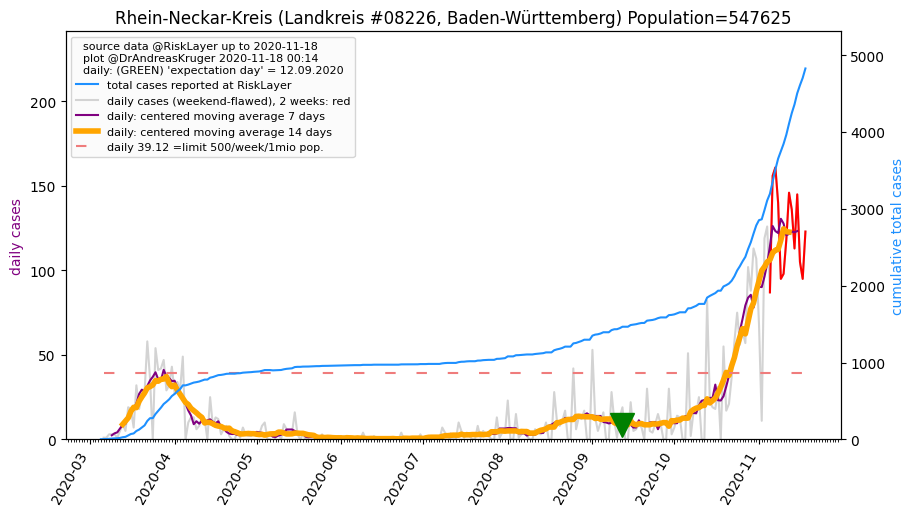 Rhein-Neckar-Kreis (Landkreis #08226, Baden-Württemberg) Population=547625
source data @RiskLayer up to 2020-11-18
plot @DrAndreasKruger 2020-11-18 00:14
daily: (GREEN) 'expectation day' = 12.09.2020
total cases reported at RiskLayer
daily cases (weekend-flawed), 2 weeks: red
daily: centered moving average 7 days
daily: centered moving average 14 days
daily 39.12 =limit 500/week/1mio pop.
daily cases
200
150
100
50
0
cumulative total cases
5000
4000
3000
2000
1000
0
2020-03
2020-04
2020-05
2020-06
2020-07
2020-08
2020-09
2020-10
2020-11